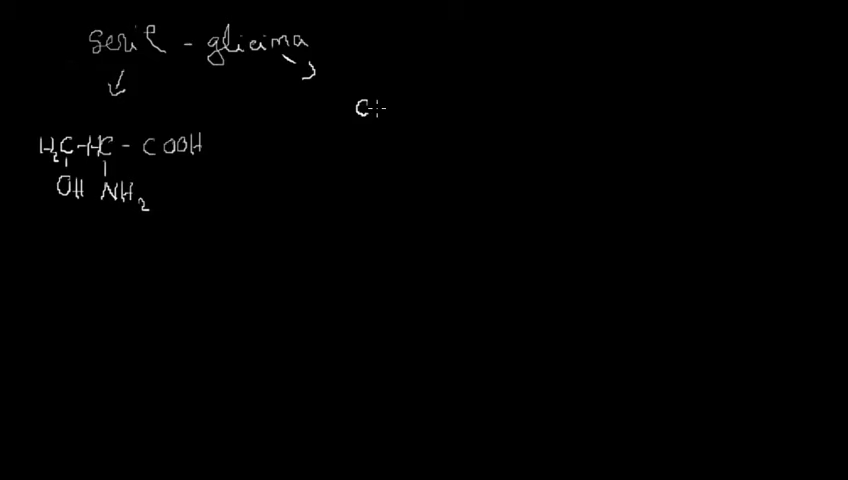 seril - glicina
C
H₂C-HC-COOH
OH NH₂